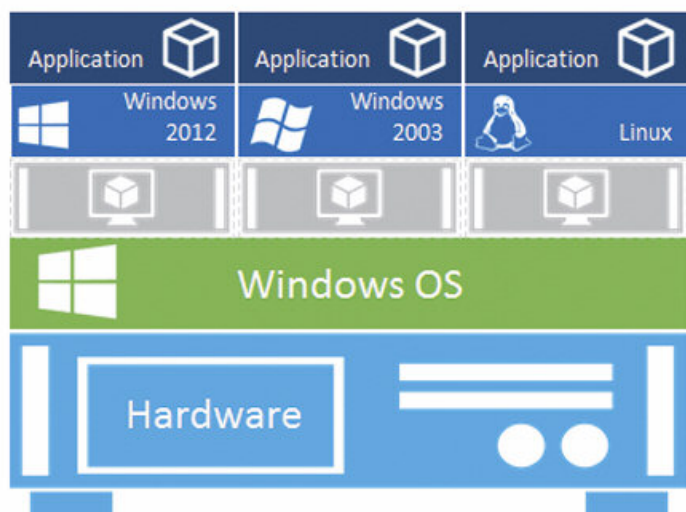 Application
Application
Application
Windows
2012
Windows
2003
Linux
Windows OS
Hardware